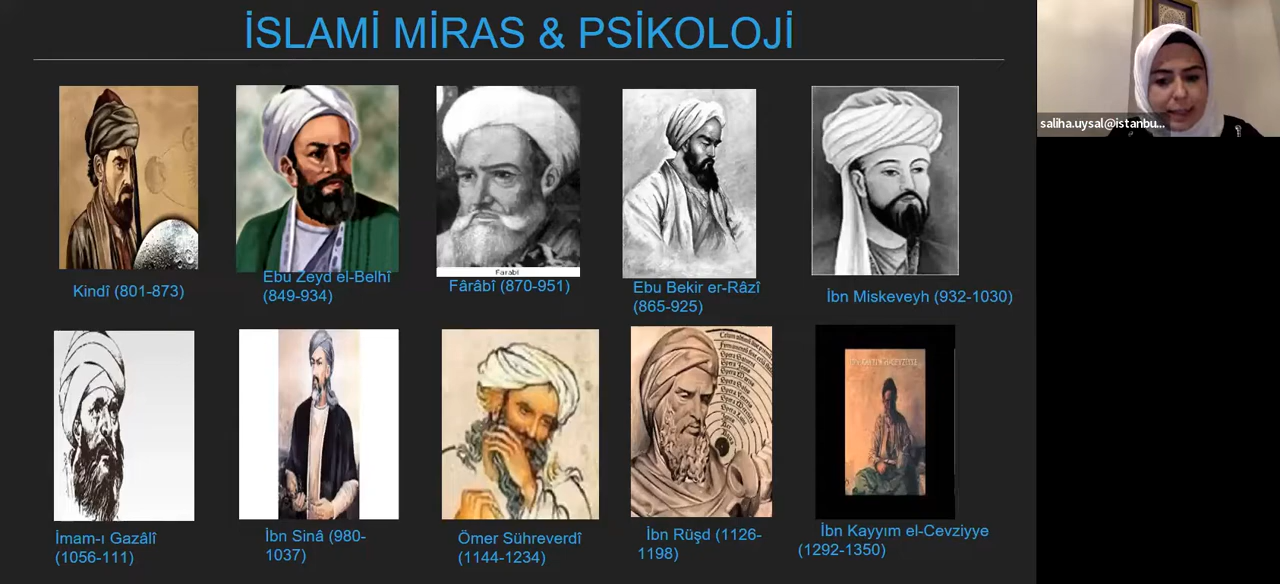 İSLAMİ MİRAS & PSİKOLOJİ
saliha.uysal@istanbu...
Kindî (801-873)
Ebu Zeyd el-Belhî
(849-934)
Farabi
Fârâbî (870-951)
Ebu Bekir er-Râzî
(865-925)
İbn Miskeveyh (932-1030)
İmam-ı Gazâlî
(1056-111)
İbn Sinâ (980-
1037)
Ömer Sühreverdî
(1144-1234)
İbn Rüşd (1126-
1198)
İbn Kayyım el-Cevziyye
(1292-1350)